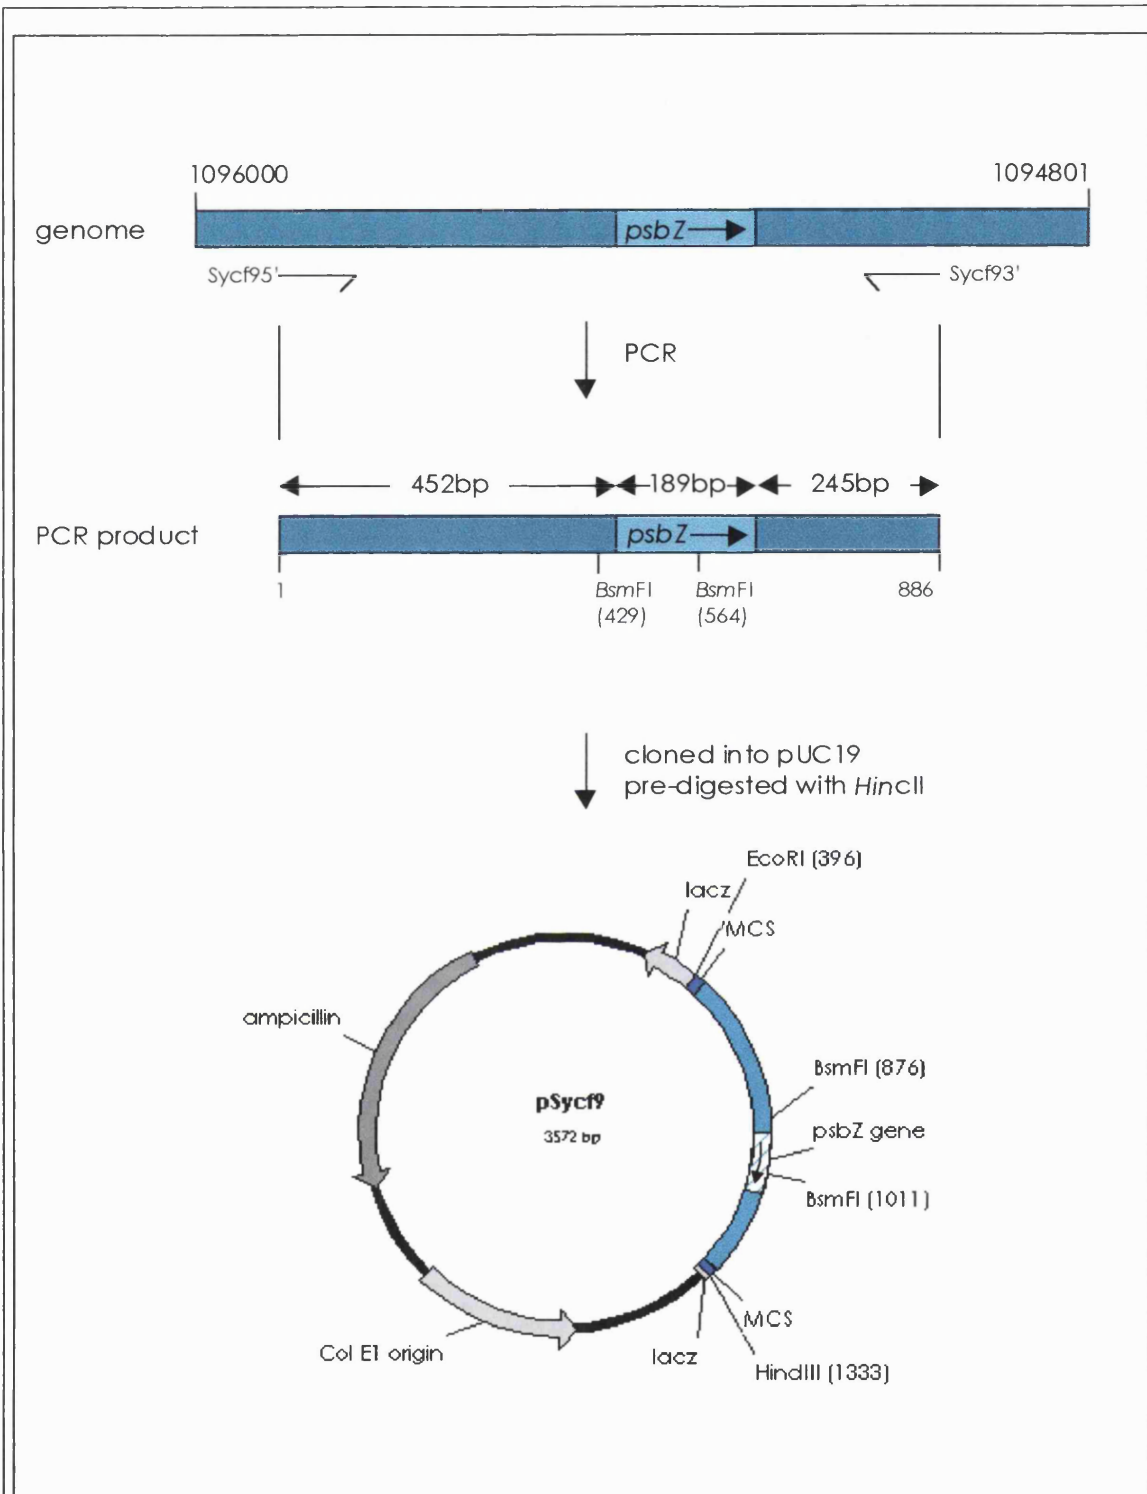 1096000 1094801
genome psbZ
Sycf95' Sycf93'
PCR
452bp 189bp 245bp
PCR product psbZ
1 BsmFI BsmFI 886
(429) (564)
cloned into pUC19
pre-digested with HincII
EcoRI (396)
lacz
MCS
ampicillin
BsmFI (876)
pSycf9
psbZ gene
3572 bp
BsmFI (1011)
MCS
Col E1 origin
lacz
HindIII (1333)